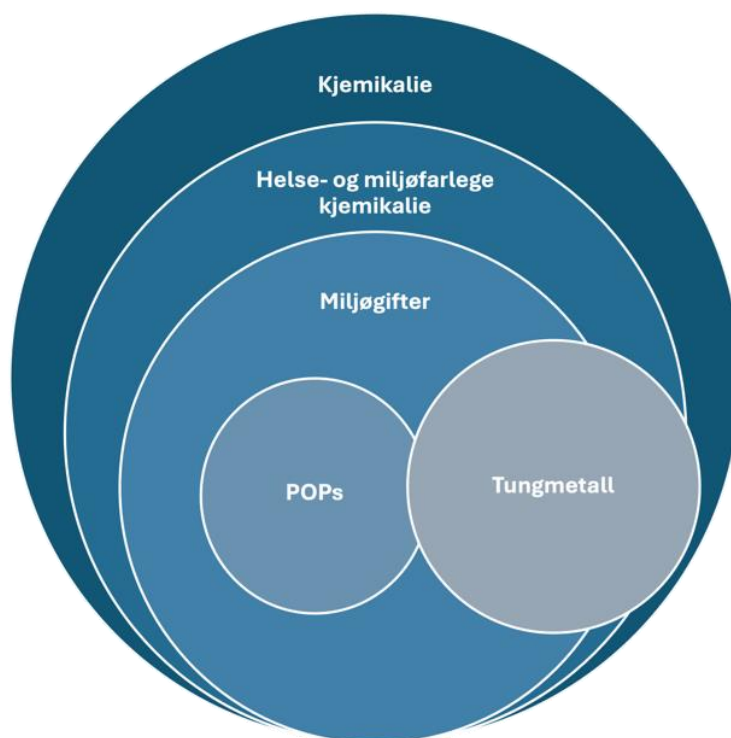 Kjemikalie
Helse- og miljøfarlege
kjemikalie
Miljøgifter
POPs
Tungmetall